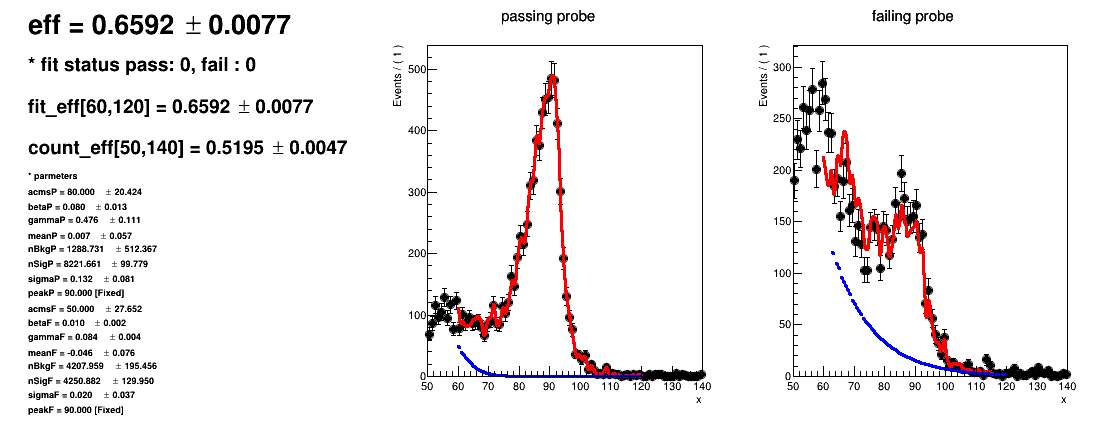 eff = 0.6592 ± 0.0077
* fit status pass: 0, fail : 0
fit_eff[60,120] = 0.6592 ± 0.0077
count_eff[50,140] = 0.5195 ± 0.0047
* parmeters
acmsP = 80.000 ± 20.424
betaP = 0.080 ± 0.013
gammaP = 0.476 ± 0.111
meanP = 0.007 ± 0.057
nBkgP = 1288.731 ± 512.367
nSigP = 8221.661 ± 99.779
sigmaP = 0.132 ± 0.081
peakP = 90.000 [Fixed]
acmsF = 50.000 ± 27.652
betaF = 0.010 ± 0.002
gammaF = 0.084 ± 0.004
meanF = -0.046 ± 0.076
nBkgF = 4207.959 ± 195.456
nSigF = 4250.882 ± 129.950
sigmaF = 0.020 ± 0.037
peakF = 90.000 [Fixed]
passing probe
Events / ( 1 )
500
400
300
200
100
0
50 60 70 80 90 100 110 120 130 140
x
failing probe
Events / ( 1 )
300
250
200
150
100
50
0
50 60 70 80 90 100 110 120 130 140
x